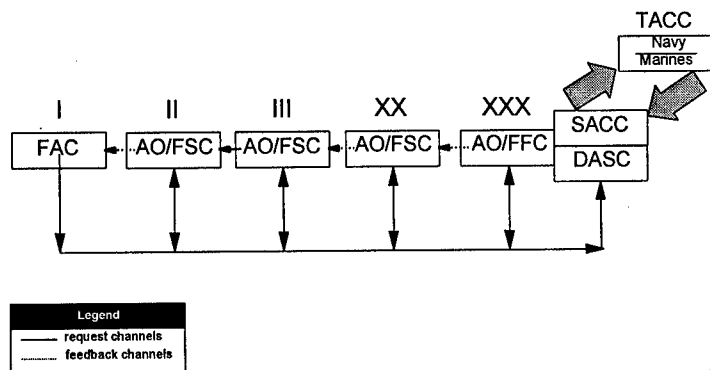 TACC
Navy
Marines
I II III XX XXX
FAC AO/FSC AO/FSC AO/FSC AO/FFC SACC
DASC
Legend
request channels
feedback channels